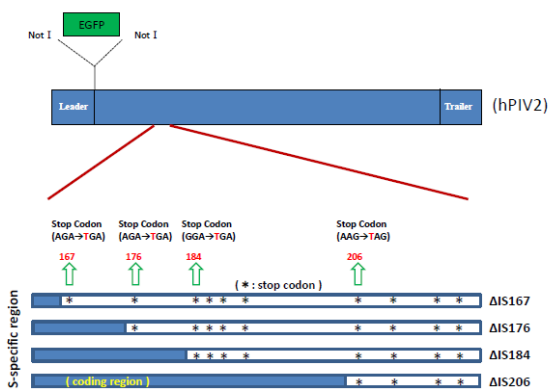 EGFP
Not I Not I
Leader Trailer (hPIV2)
Stop Codon Stop Codon Stop Codon Stop Codon
(AGA→TGA) (AGA→TGA) (GGA→TGA) (AAG→TAG)
167 176 184 206
( * : stop codon )
S-specific region
* * * * * * * * * * ΔIS167
* * * * * * * * * ΔIS176
* * * * * * * * ΔIS184
( coding region ) * * * * ΔIS206